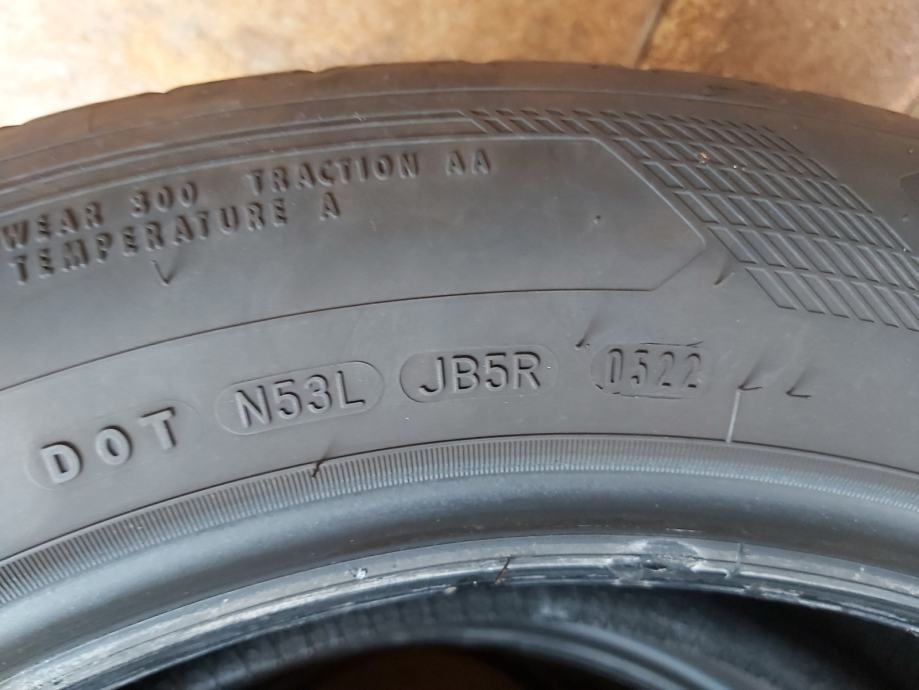 WEAR 300 TRACTION AA
TEMPERATURE A
DOT N53L JB5R 0522